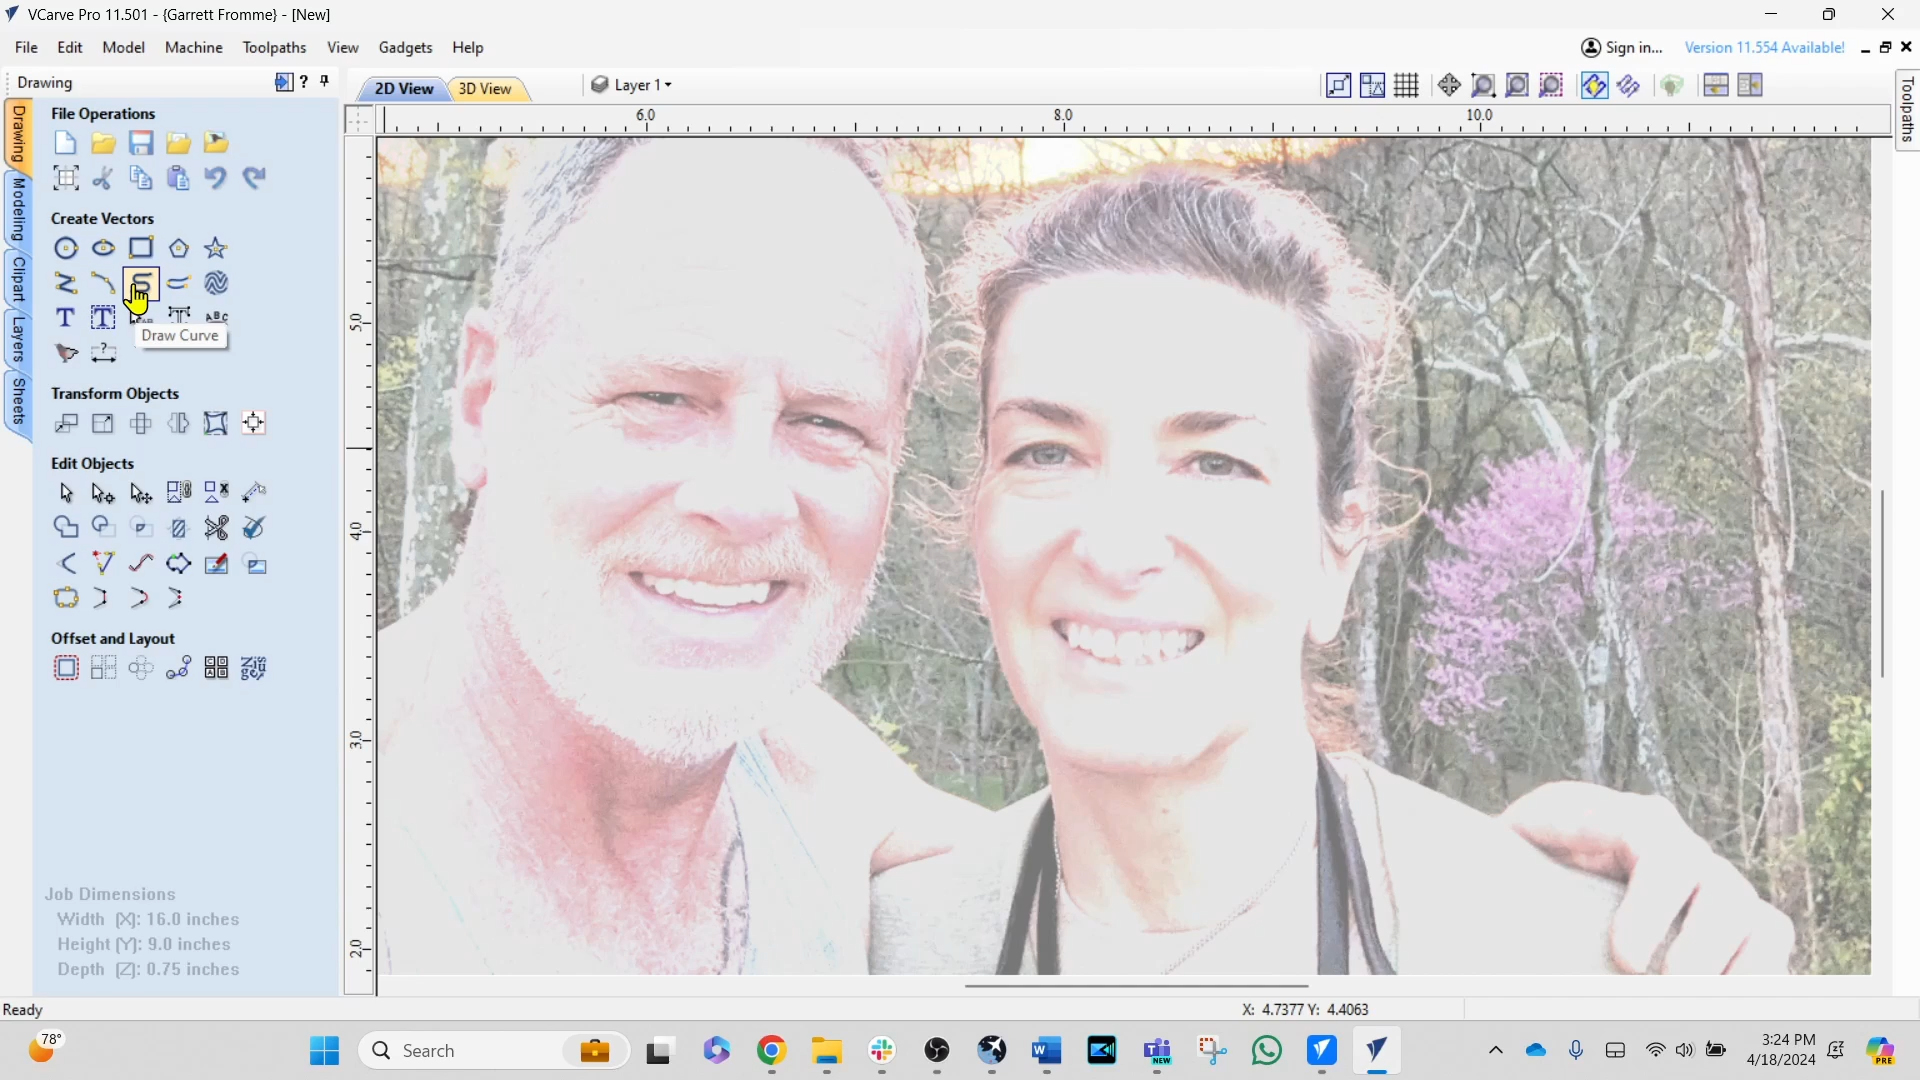 VCarve Pro 11.501 - {Garrett Fromme} - [New]
File Edit Model Machine Toolpaths View Gadgets Help
Sign in... Version 11.554 Available!
Drawing
2D View 3D View Layer 1
6.0 8.0 10.0
5.0
4.0
3.0
2.0
Drawing
Modeling
Clipart
Layers
Sheets
Toolpaths
File Operations
Create Vectors
Draw Curve
Transform Objects
Edit Objects
Offset and Layout
Job Dimensions
Width (X): 16.0 inches
Height (Y): 9.0 inches
Depth (Z): 0.75 inches
Ready
X: 4.7377 Y: 4.4063
78°
Search
NEW
3:24 PM
4/18/2024
PRE